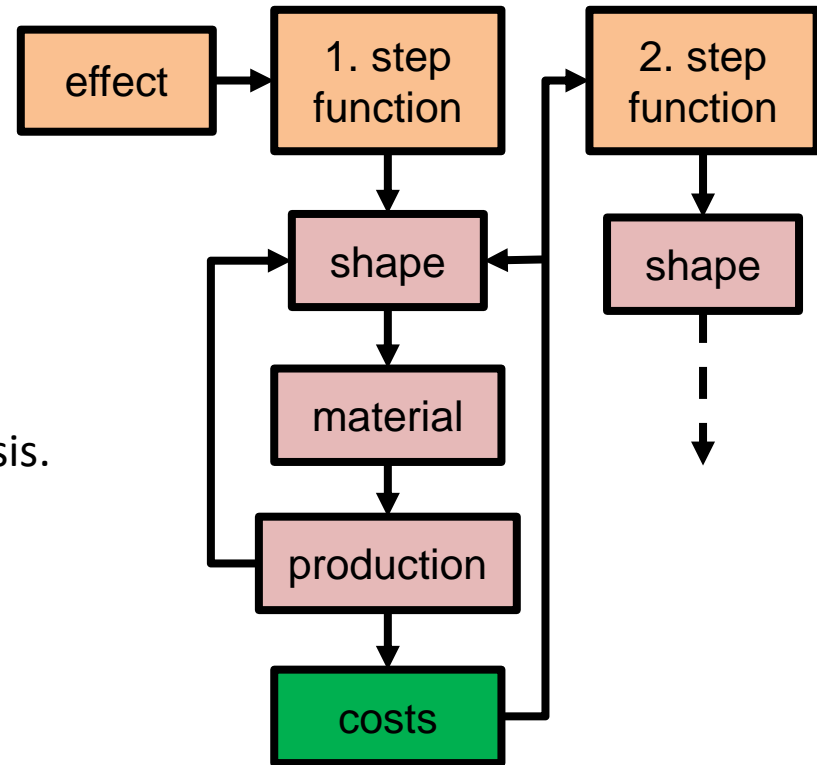 effect
1. step
function
2. step
function
shape
shape
material
sis.
production
costs